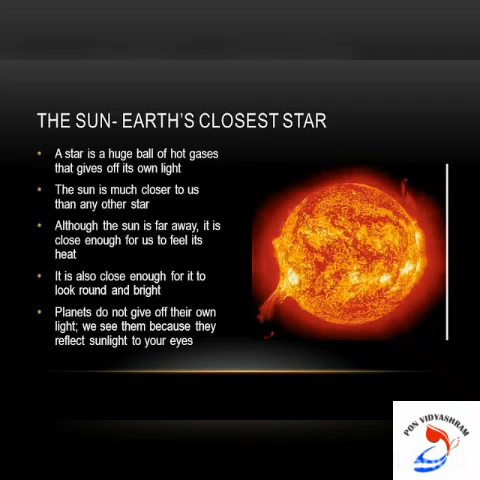 THE SUN- EARTH'S CLOSEST STAR
• A star is a huge ball of hot gases
that gives off its own light
• The sun is much closer to us
than any other star
• Although the sun is far away, it is
close enough for us to feel its
heat
• It is also close enough for it to
look round and bright
• Planets do not give off their own
light; we see them because they
reflect sunlight to your eyes
PON VIDYASHRAM